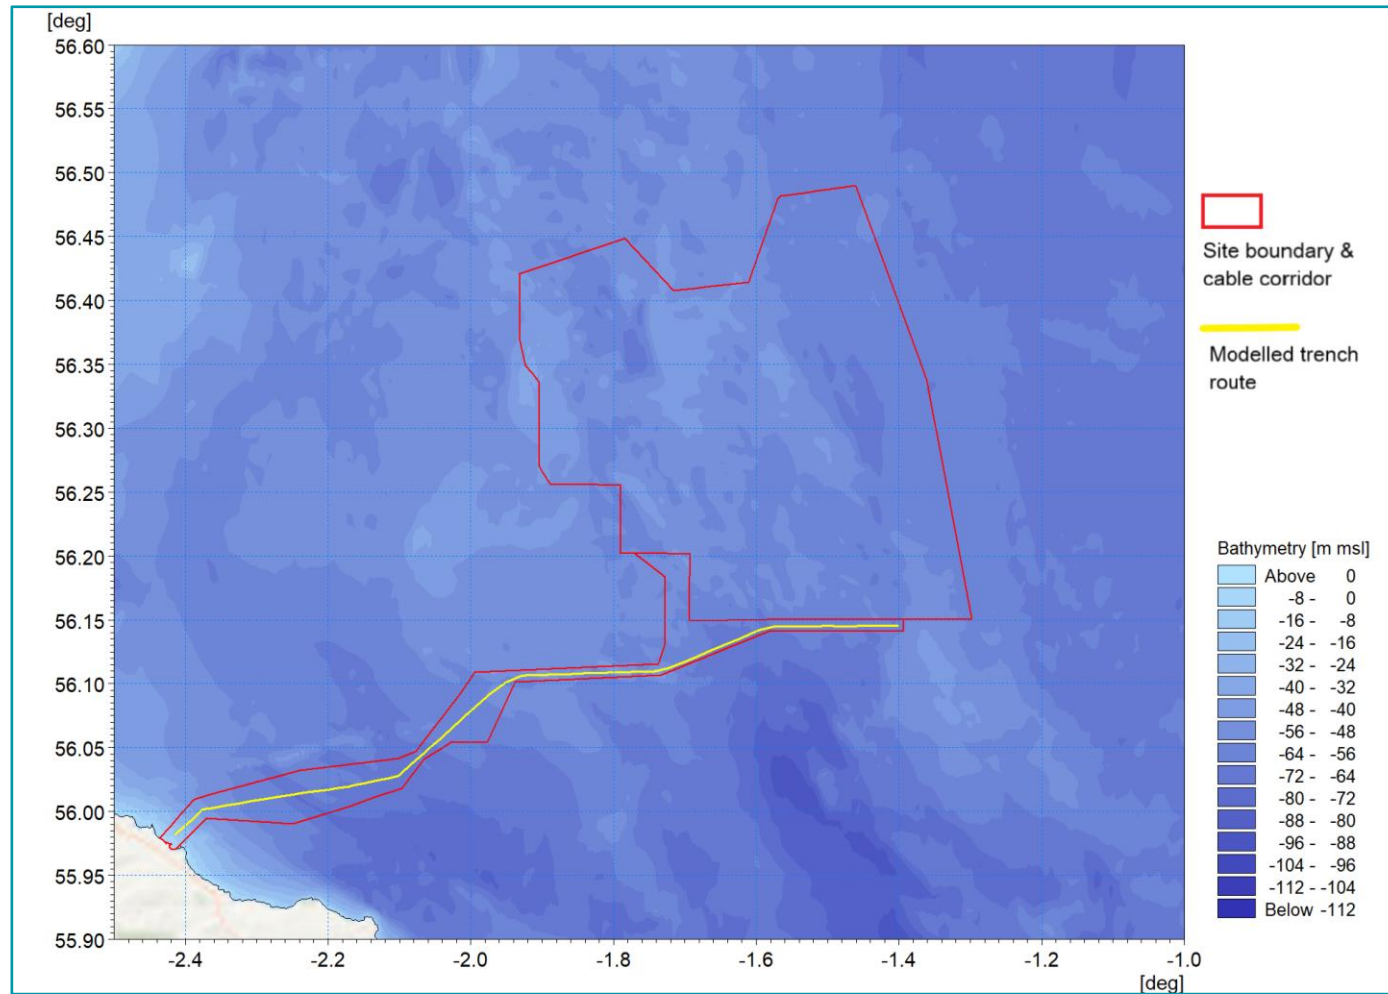 [deg]
56.60
56.55
56.50
56.45
56.40
56.35
56.30
56.25
56.20
56.15
56.10
56.05
56.00
55.95
55.90
-2.4 -2.2 -2.0 -1.8 -1.6 -1.4 -1.2 -1.0
[deg]
Site boundary &
cable corridor
Modelled trench
route
Bathymetry [m msl]
Above 0
-8 - 0
-16 - -8
-24 - -16
-32 - -24
-40 - -32
-48 - -40
-56 - -48
-64 - -56
-72 - -64
-80 - -72
-88 - -80
-96 - -88
-104 - -96
-112 - -104
Below -112